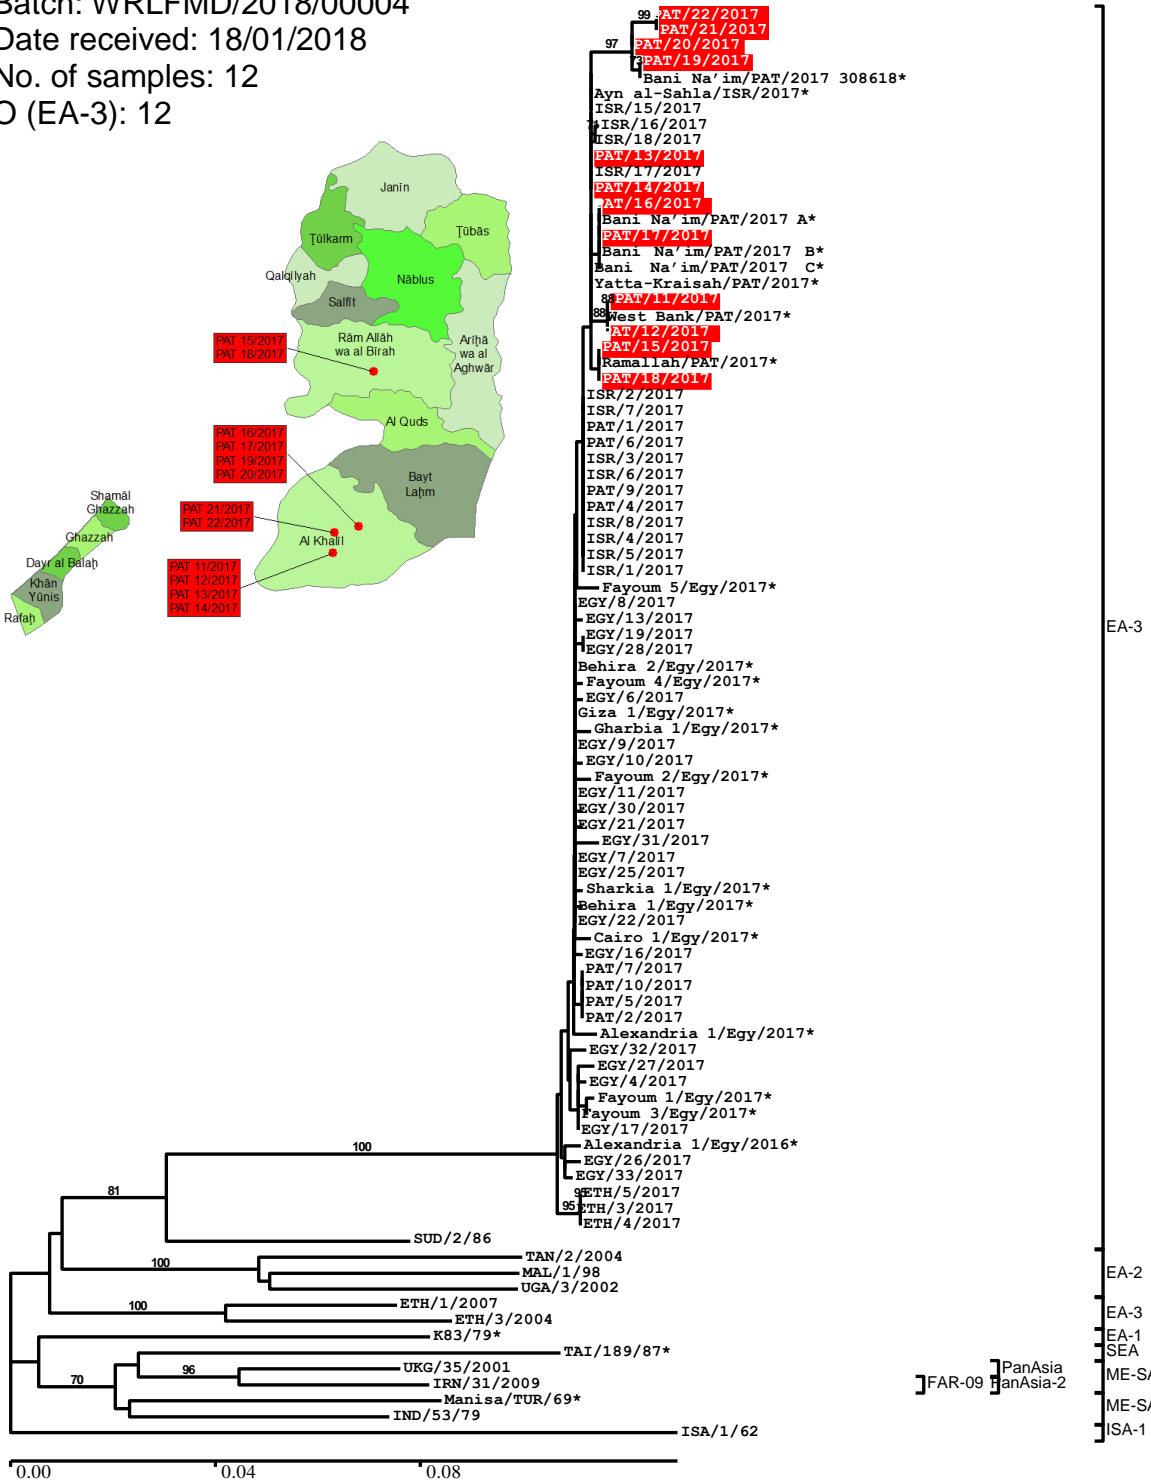 Batch: WRLFMD/2018/00004
Date received: 18/01/2018
No. of samples: 12
O (EA-3): 12
Janīn
Ţūlkarm
Ţūbās
Qalqīlyah
Nāblus
Salfīt
Rām Allāh
wa al Bīrah
Arīḩā
wa al
Aghwār
Al Quds
Bayt
Laḩm
Al Khalīl
Shamāl
Ghazzah
Ghazzah
Dayr al Balaḩ
Khān
Yūnis
Rafaḩ
PAT 15/2017
PAT 18/2017
PAT 16/2017
PAT 17/2017
PAT 19/2017
PAT 20/2017
PAT 21/2017
PAT 22/2017
PAT 11/2017
PAT 12/2017
PAT 13/2017
PAT 14/2017
99
PAT/22/2017
PAT/21/2017
97
PAT/20/2017
73
PAT/19/2017
Bani Na'im/PAT/2017 308618*
Ayn al-Sahla/ISR/2017*
ISR/15/2017
ISR/16/2017
ISR/18/2017
PAT/13/2017
ISR/17/2017
PAT/14/2017
PAT/16/2017
Bani Na'im/PAT/2017 A*
PAT/17/2017
Bani Na'im/PAT/2017 B*
Bani Na'im/PAT/2017 C*
Yatta-Kraisah/PAT/2017*
88
PAT/11/2017
88
West Bank/PAT/2017*
PAT/12/2017
PAT/15/2017
Ramallah/PAT/2017*
PAT/18/2017
ISR/2/2017
ISR/7/2017
PAT/1/2017
PAT/6/2017
ISR/3/2017
ISR/6/2017
PAT/9/2017
PAT/4/2017
ISR/8/2017
ISR/4/2017
ISR/5/2017
ISR/1/2017
Fayoum 5/Egy/2017*
EGY/8/2017
EGY/13/2017
EGY/19/2017
EGY/28/2017
Behira 2/Egy/2017*
Fayoum 4/Egy/2017*
EGY/6/2017
Giza 1/Egy/2017*
Gharbia 1/Egy/2017*
EGY/9/2017
EGY/10/2017
Fayoum 2/Egy/2017*
EGY/11/2017
EGY/30/2017
EGY/21/2017
EGY/31/2017
EGY/7/2017
EGY/25/2017
Sharkia 1/Egy/2017*
Behira 1/Egy/2017*
EGY/22/2017
Cairo 1/Egy/2017*
EGY/16/2017
PAT/7/2017
PAT/10/2017
PAT/5/2017
PAT/2/2017
Alexandria 1/Egy/2017*
EGY/32/2017
EGY/27/2017
EGY/4/2017
Fayoum 1/Egy/2017*
Fayoum 3/Egy/2017*
EGY/17/2017
100
Alexandria 1/Egy/2016*
EGY/26/2017
EGY/33/2017
81
95
ETH/5/2017
95
ETH/3/2017
ETH/4/2017
SUD/2/86
TAN/2/2004
100
MAL/1/98
UGA/3/2002
ETH/1/2007
100
ETH/3/2004
K83/79*
TAI/189/87*
UKG/35/2001
96
70
IRN/31/2009
Manisa/TUR/69*
IND/53/79
ISA/1/62
EA-3
EA-2
EA-3
EA-1
SEA
PanAsia
ME-SA
FAR-09
PanAsia-2
ME-SA
ISA-1
0.00 0.04 0.08